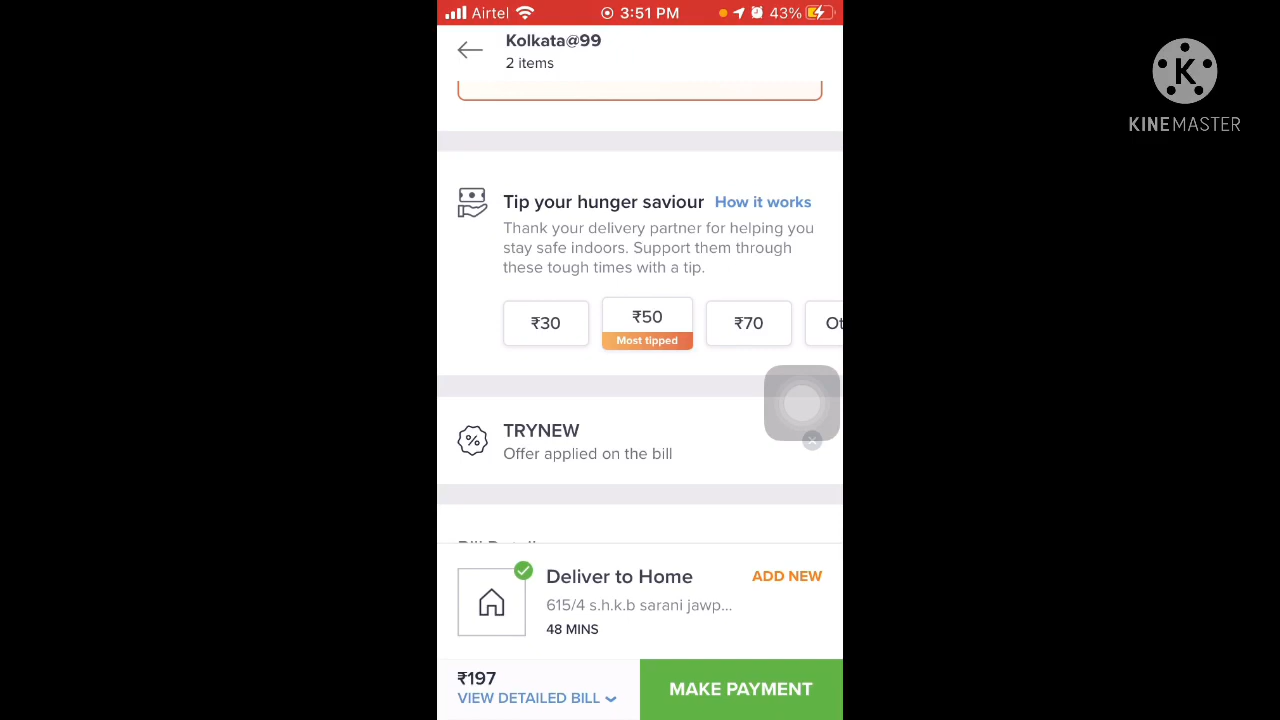 Airtel 3:51 PM 43%
Kolkata@99
2 items
KINEMASTER
Tip your hunger saviour How it works
Thank your delivery partner for helping you
stay safe indoors. Support them through
these tough times with a tip.
₹30 ₹50 ₹70
Most tipped
TRYNEW
Offer applied on the bill
Deliver to Home ADD NEW
615/4 s.h.k.b sarani jawp...
48 MINS
₹197
VIEW DETAILED BILL
MAKE PAYMENT